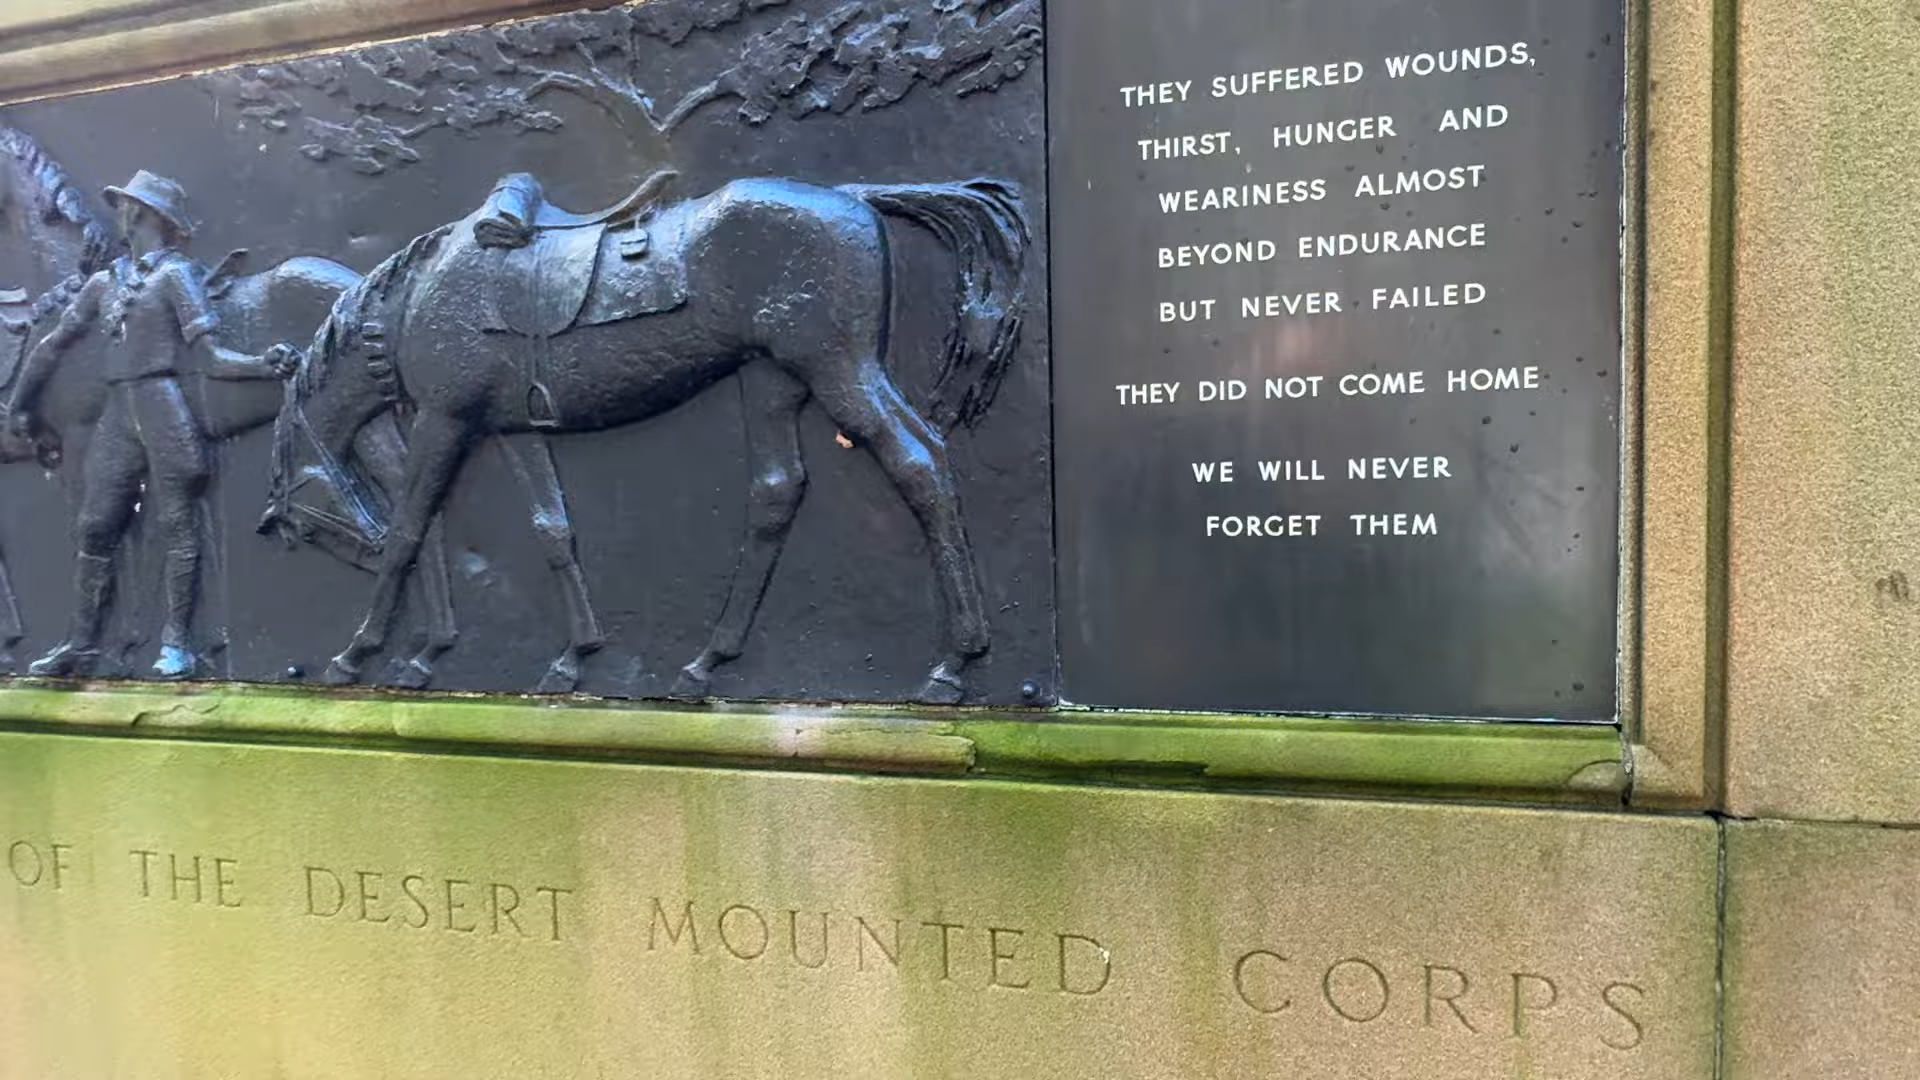 THEY SUFFERED WOUNDS,
THIRST, HUNGER AND
WEARINESS ALMOST
BEYOND ENDURANCE
BUT NEVER FAILED
THEY DID NOT COME HOME
WE WILL NEVER
FORGET THEM
OF THE DESERT MOUNTED CORPS